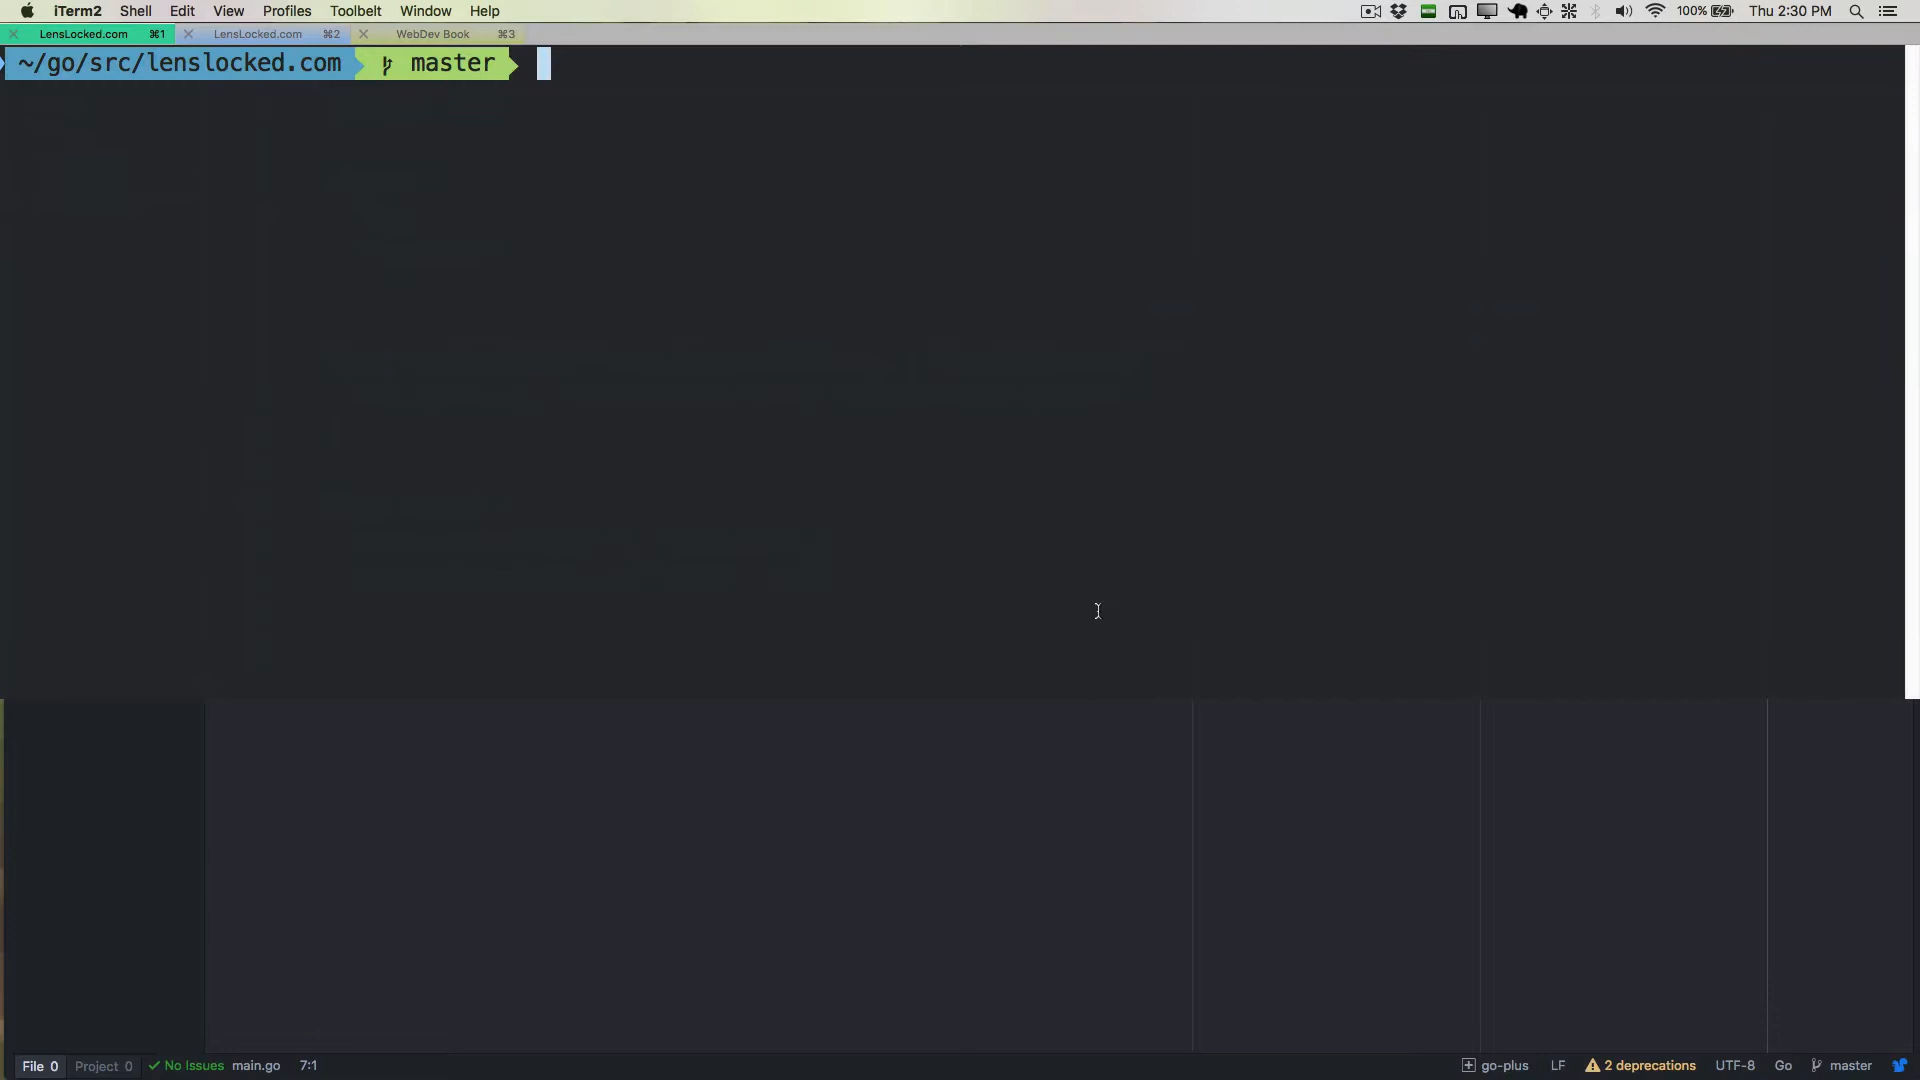 iTerm2 Shell Edit View Profiles Toolbelt Window Help 100% Thu 2:30 PM
LensLocked.com ⌘1 LensLocked.com ⌘2 WebDev Book ⌘3
~/go/src/lenslocked.com master
File 0 Project 0 No Issues main.go 7:1 go-plus LF 2 deprecations UTF-8 Go master